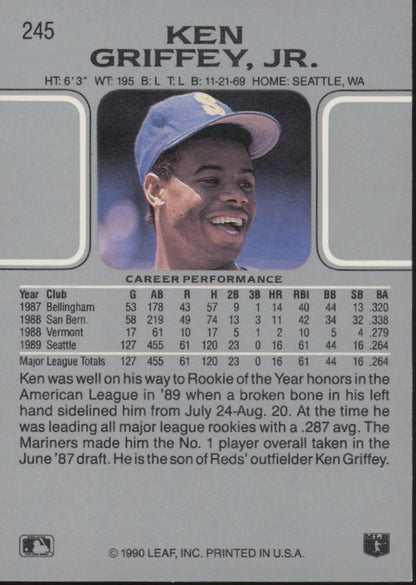 245
KEN
GRIFFEY, JR.
HT: 6'3" WT: 195 B: L T: L B: 11-21-69 HOME: SEATTLE, WA
S
CAREER PERFORMANCE
Year Club G AB R H 2B 3B HR RBI BB SB BA
1987 Bellingham 53 178 43 57 9 1 14 40 44 13 .320
1988 San Bern. 58 219 49 74 13 3 11 42 34 32 .338
1988 Vermont 17 61 10 17 5 1 2 10 5 4 .279
1989 Seattle 127 455 61 120 23 0 16 61 44 16 .264
Major League Totals 127 455 61 120 23 0 16 61 44 16 .264
Ken was well on his way to Rookie of the Year honors in the
American League in '89 when a broken bone in his left
hand sidelined him from July 24-Aug. 20. At the time he
was leading all major league rookies with a .287 avg. The
Mariners made him the No. 1 player overall taken in the
June '87 draft. He is the son of Reds' outfielder Ken Griffey.
© 1990 LEAF, INC. PRINTED IN U.S.A.